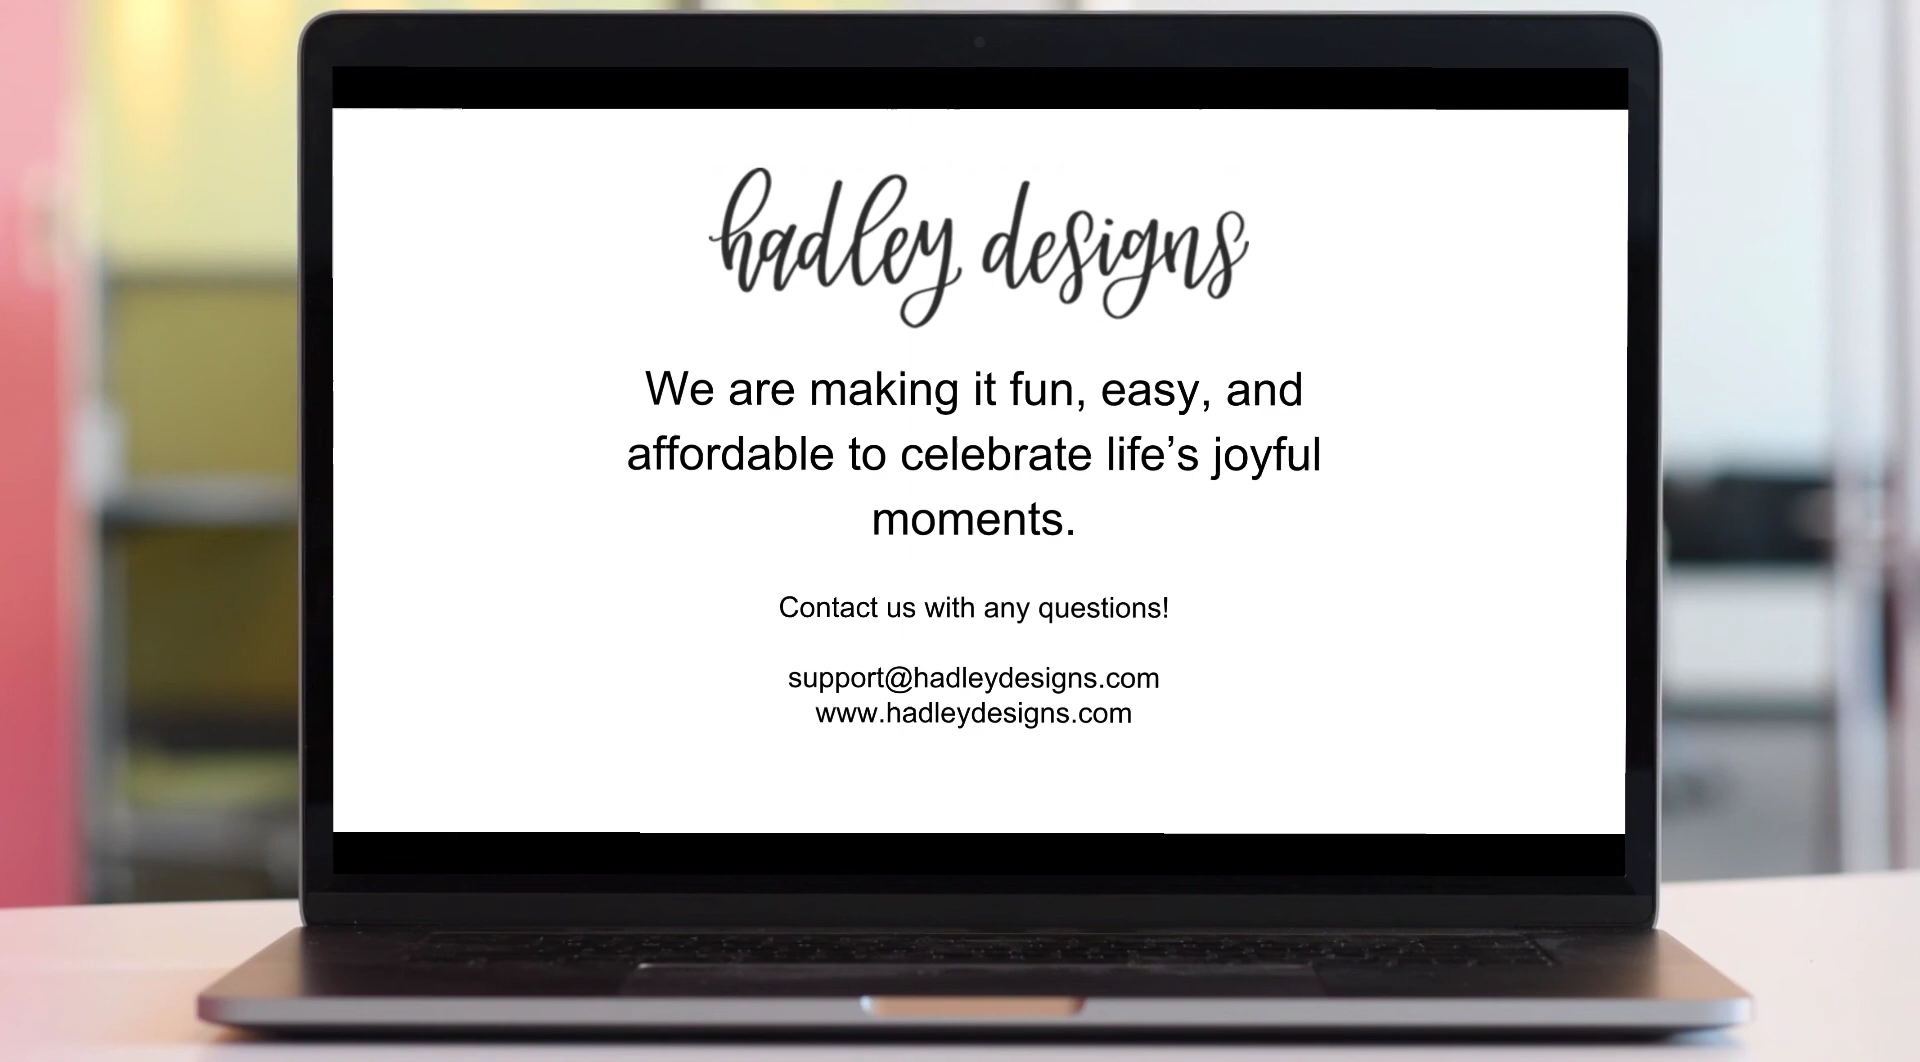 hadley designs
We are making it fun, easy, and
affordable to celebrate life’s joyful
moments.
Contact us with any questions!
support@hadleydesigns.com
www.hadleydesigns.com